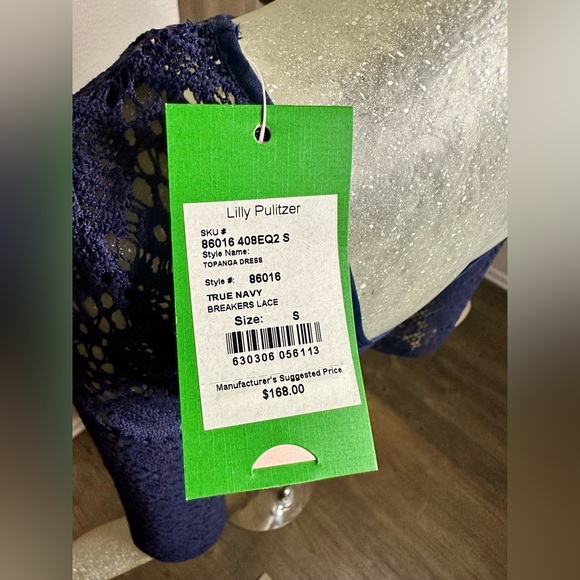 Lilly Pulitzer
SKU #
86016 408EQ2 S
Style Name:
TOPANGA DRESS
Style #: 86016
TRUE NAVY
BREAKERS LACE
Size: S
630306 056113
Manufacturer's Suggested Price
$168.00